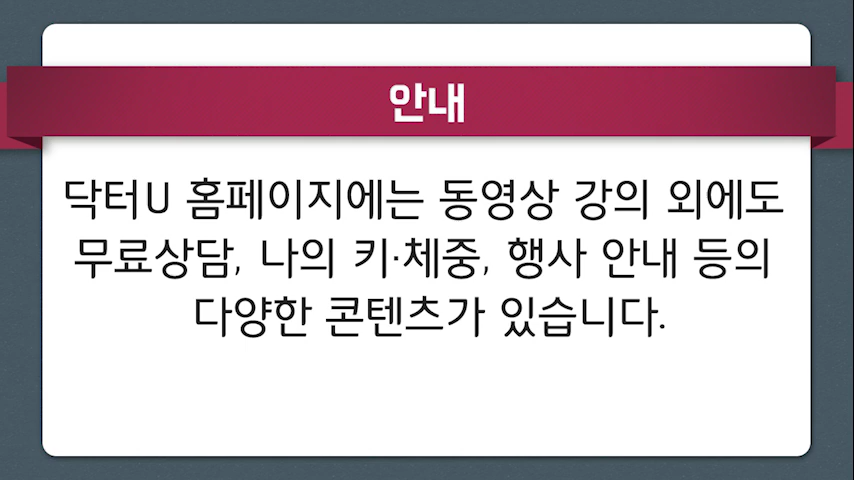 안내
닥터U 홈페이지에는 동영상 강의 외에도
무료상담, 나의 키·체중, 행사 안내 등의
다양한 콘텐츠가 있습니다.